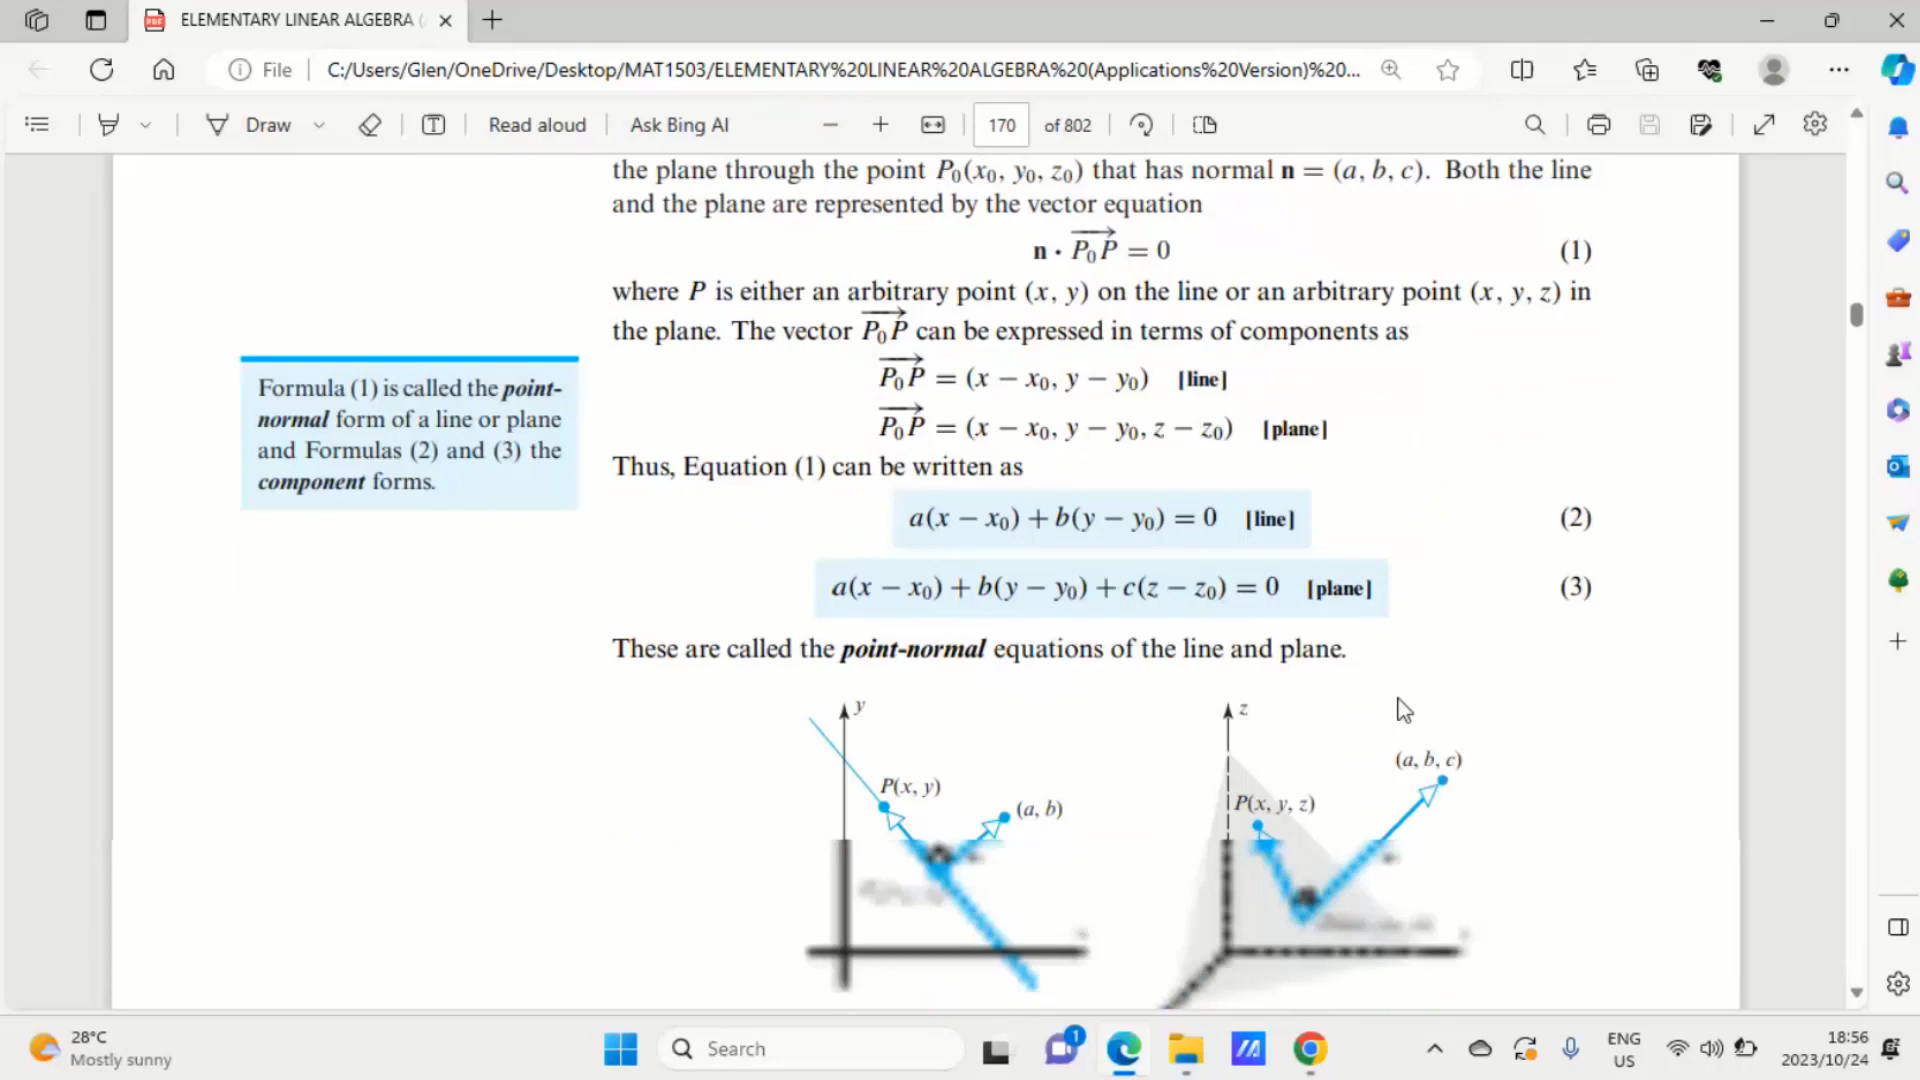 ELEMENTARY LINEAR ALGEBRA (
File
C:/Users/Glen/OneDrive/Desktop/MAT1503/ELEMENTARY%20LINEAR%20ALGEBRA%20(Applications%20Version)%20...
Draw
Read aloud
Ask Bing AI
170 of 802
the plane through the point P₀(x₀, y₀, z₀) that has normal n = (a, b, c). Both the line
and the plane are represented by the vector equation
n · P₀P⃗ = 0 (1)
where P is either an arbitrary point (x, y) on the line or an arbitrary point (x, y, z) in
the plane. The vector P₀P⃗ can be expressed in terms of components as
P₀P⃗ = (x − x₀, y − y₀) [line]
P₀P⃗ = (x − x₀, y − y₀, z − z₀) [plane]
Thus, Equation (1) can be written as
a(x − x₀) + b(y − y₀) = 0 [line] (2)
a(x − x₀) + b(y − y₀) + c(z − z₀) = 0 [plane] (3)
These are called the point-normal equations of the line and plane.
Formula (1) is called the point-
normal form of a line or plane
and Formulas (2) and (3) the
component forms.
y
P(x, y)
(a, b)
z
(a, b, c)
P(x, y, z)
28°C
Mostly sunny
Search
1
ENG
US
18:56
2023/10/24